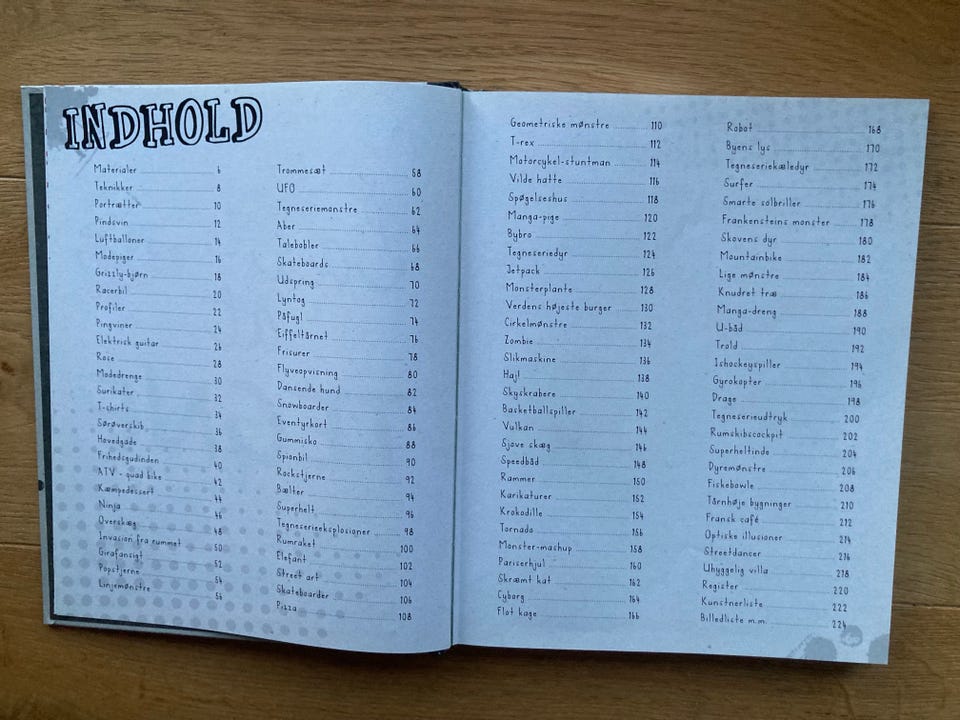 INDHOLD
Materialer 6
Teknikker 8
Portrætter 10
Pindsvin 12
Luftballoner 14
Modepiger 16
Grizzly-bjørn 18
Racerbil 20
Profiler 22
Pingviner 24
Elektrisk guitar 26
Rose 28
Modedrenge 30
Surikater 32
T-shirts 34
Sørøverskib 36
Hovedgade 38
Frihedsgudinden 40
ATV - quad bike 42
Kæmpedessert 44
Ninja 46
Overskæg 48
Invasion fra rummet 50
Girafansigt 52
Popstjerne 54
Linjemønstre 56
Trommesæt 58
UFO 60
Tegneseriemonstre 62
Aber 64
Talebobler 66
Skateboards 68
Udspring 70
Lyntog 72
Påfugl 74
Eiffeltårnet 76
Frisurer 78
Flyveopvisning 80
Dansende hund 82
Snowboarder 84
Eventyrkort 86
Gummisko 88
Spionbil 90
Rockstjerne 92
Bælter 94
Superhelt 96
Tegneserieeksplosioner 98
Rumraket 100
Elefant 102
Street art 104
Skateboarder 106
Pizza 108
Geometriske mønstre 110
T-rex 112
Motorcykel-stuntman 114
Vilde hatte 116
Spøgelseshus 118
Manga-pige 120
Bybro 122
Tegneseriedyr 124
Jetpack 126
Monsterplante 128
Verdens højeste burger 130
Cirkelmønstre 132
Zombie 134
Slikmaskine 136
Haj! 138
Skyskrabere 140
Basketballspiller 142
Vulkan 144
Sjove skæg 146
Speedbåd 148
Rammer 150
Karikaturer 152
Krokodille 154
Tornado 156
Monster-mashup 158
Pariserhjul 160
Skræmt kat 162
Cyborg 164
Flot kage 166
Robot 168
Byens lys 170
Tegneseriekæledyr 172
Surfer 174
Smarte solbriller 176
Frankensteins monster 178
Skovens dyr 180
Mountainbike 182
Lige mønstre 184
Knudret træ 186
Manga-dreng 188
U-båd 190
Trold 192
Ishockeyspiller 194
Gyrokopter 196
Drage 198
Tegneserieudtryk 200
Rumskibscockpit 202
Superheltinde 204
Dyremønstre 206
Fiskebowle 208
Tårnhøje bygninger 210
Fransk café 212
Optiske illusioner 214
Streetdancer 216
Uhyggelig villa 218
Register 220
Kunstnerliste 222
Billedliste m.m. 224